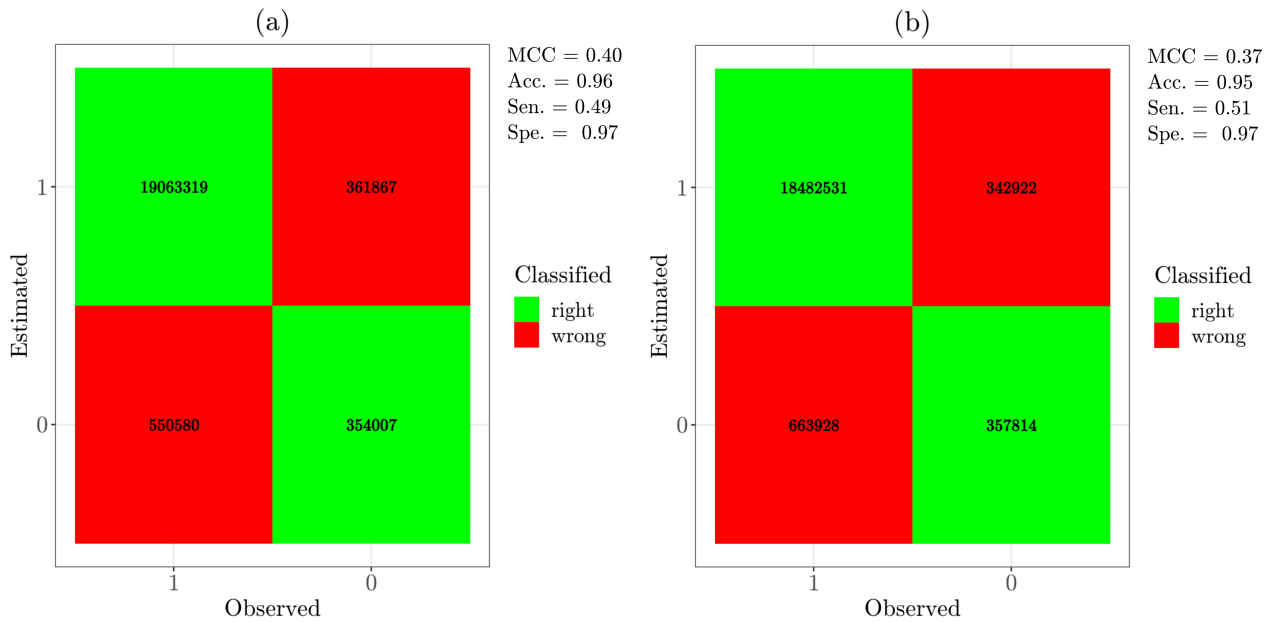 (a)
MCC = 0.40
Acc. = 0.96
Sen. = 0.49
Spe. = 0.97
Estimated
1
0
19063319
361867
550580
354007
1
0
Observed
Classified
right
wrong
(b)
MCC = 0.37
Acc. = 0.95
Sen. = 0.51
Spe. = 0.97
Estimated
1
0
18482531
342922
663928
357814
1
0
Observed
Classified
right
wrong